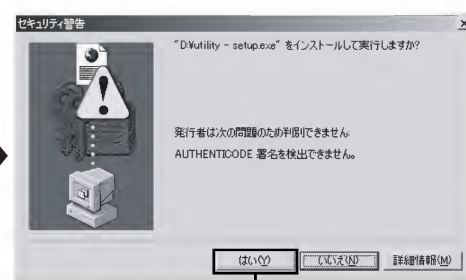 セキュリティ警告
"D:¥utility - setup.exe" をインストールして実行しますか?
発行者は次の問題のため判別できません:
AUTHENTICODE 署名を検出できません。
はい(Y) いいえ(N) 詳細情報(M)